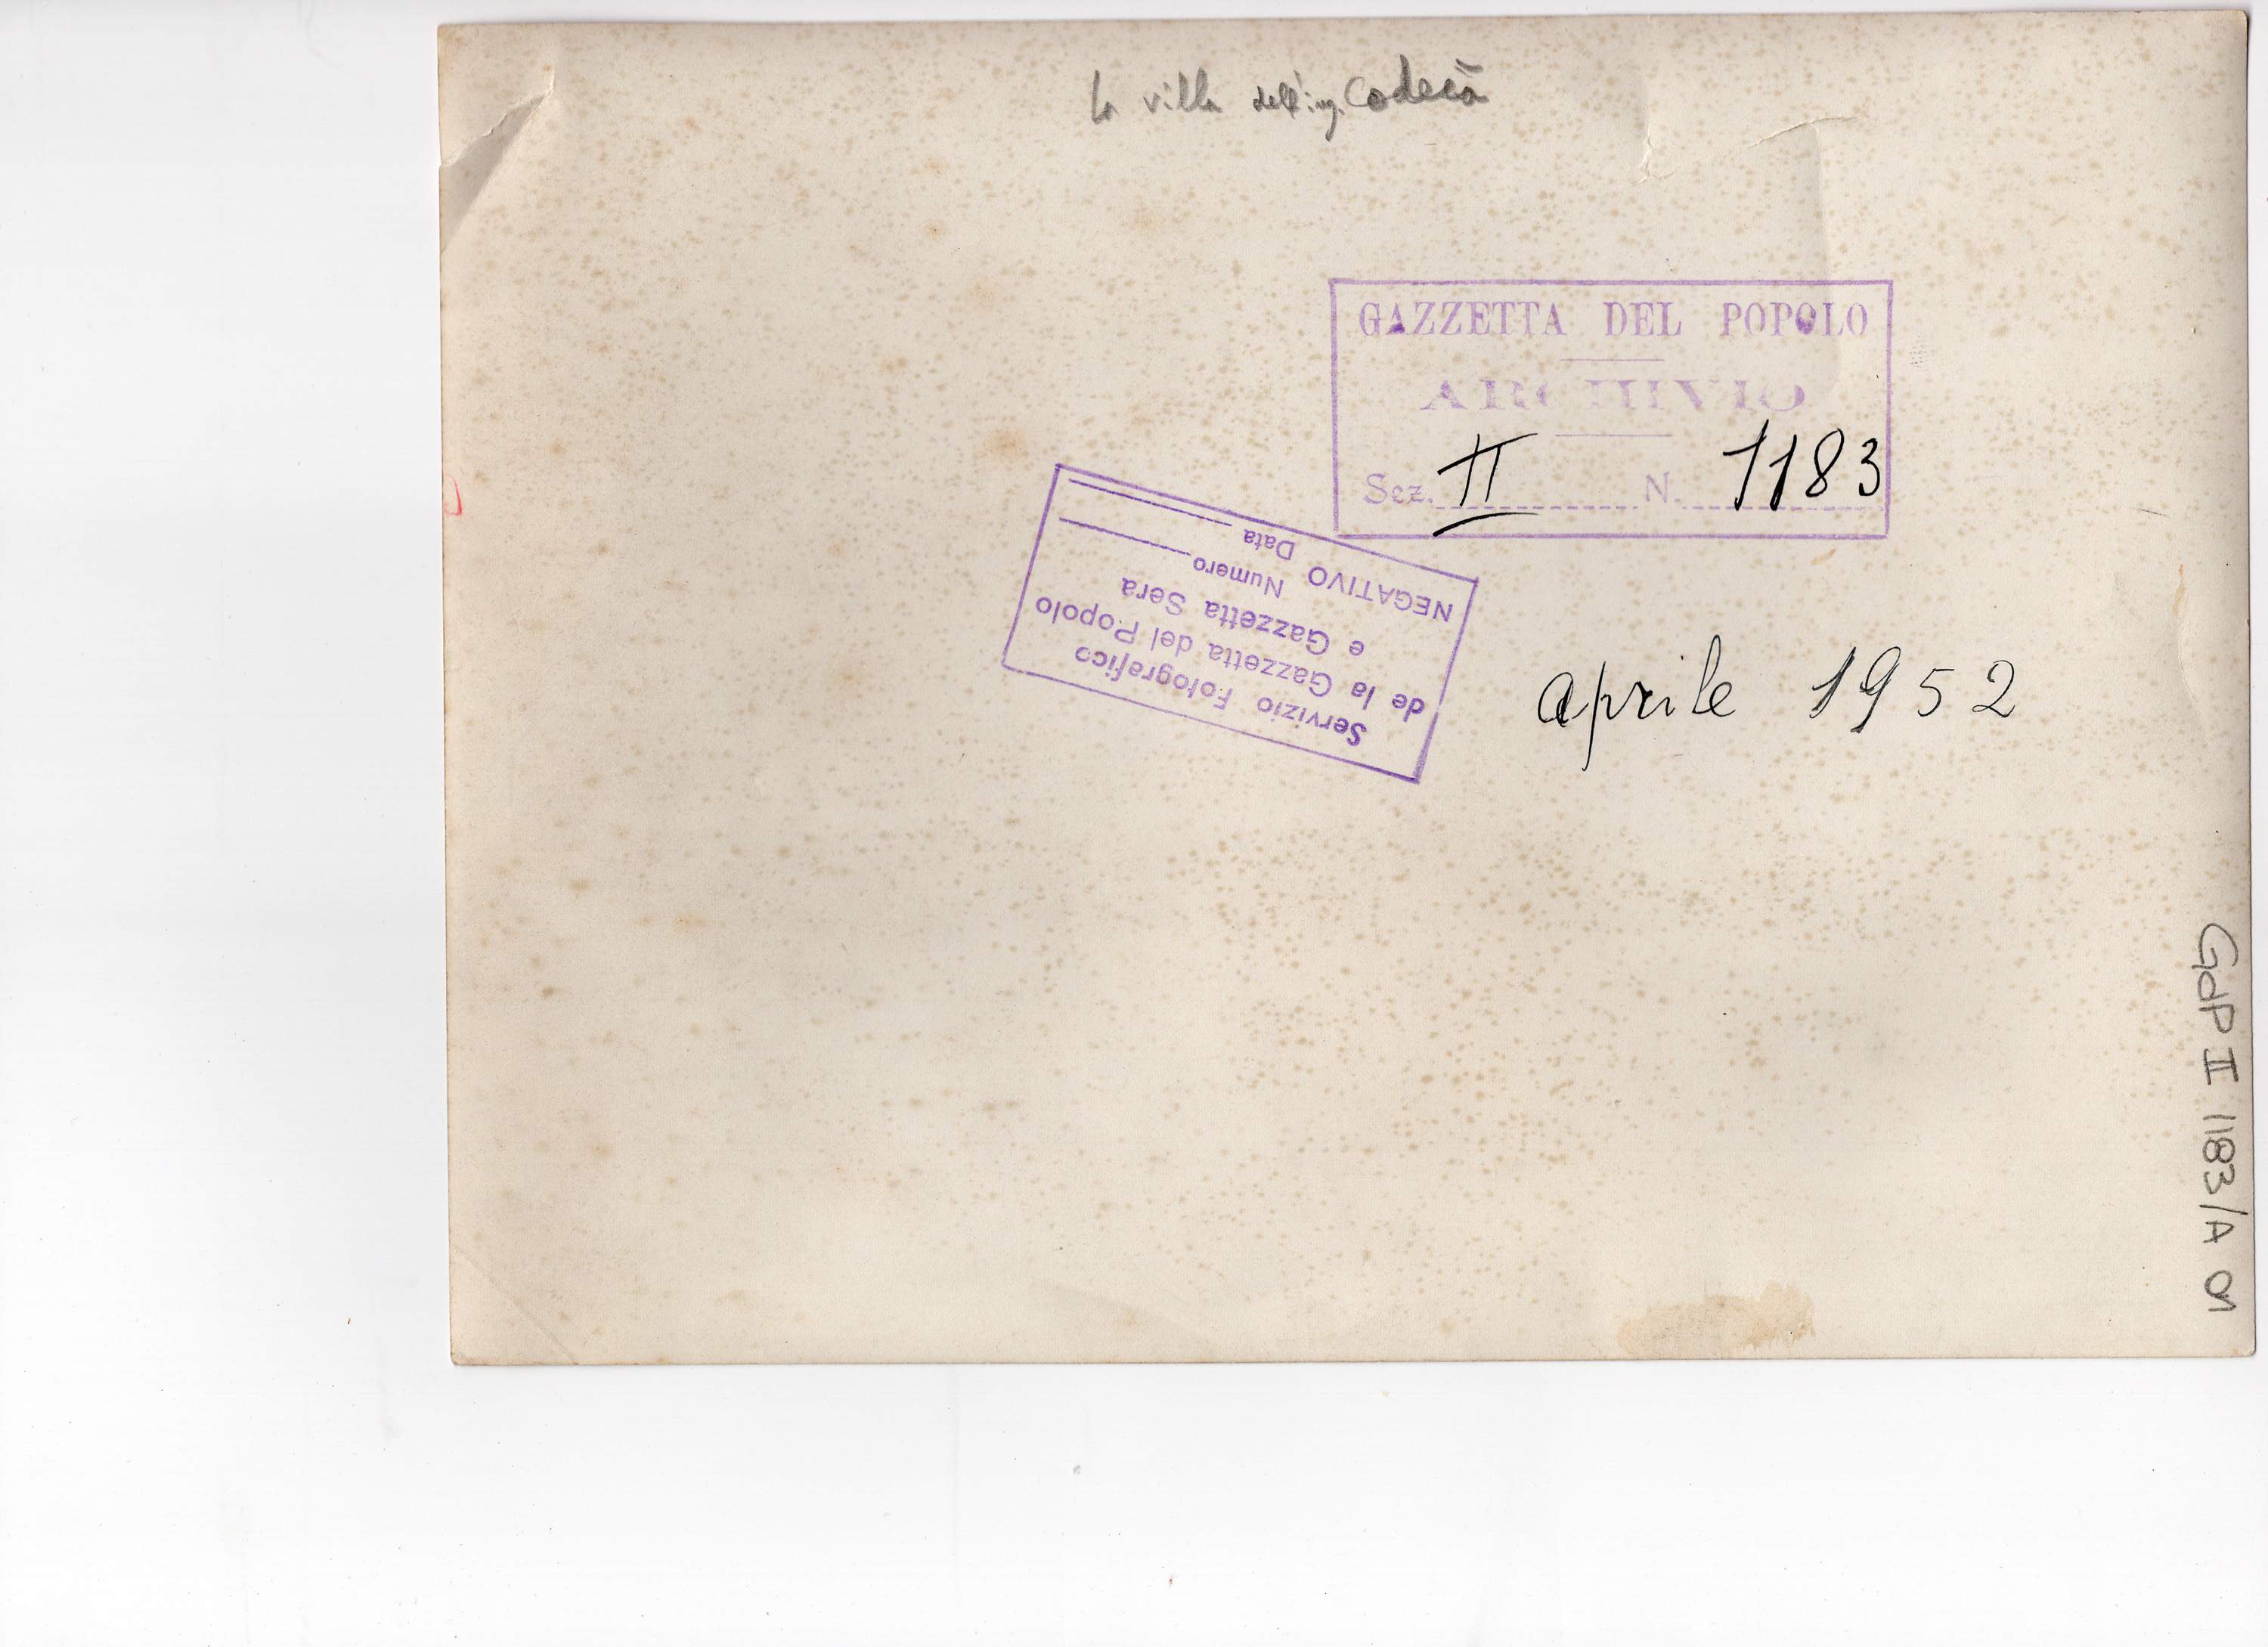 La villa dell'ing. Codecà
GAZZETTA DEL POPOLO
ARCHIVIO
Sez. II N. 1183
Servizio Fotografico
de la Gazzetta del Popolo
e Gazzetta Sera
NEGATIVO Numero
Data
aprile 1952
GdP II 1183/A